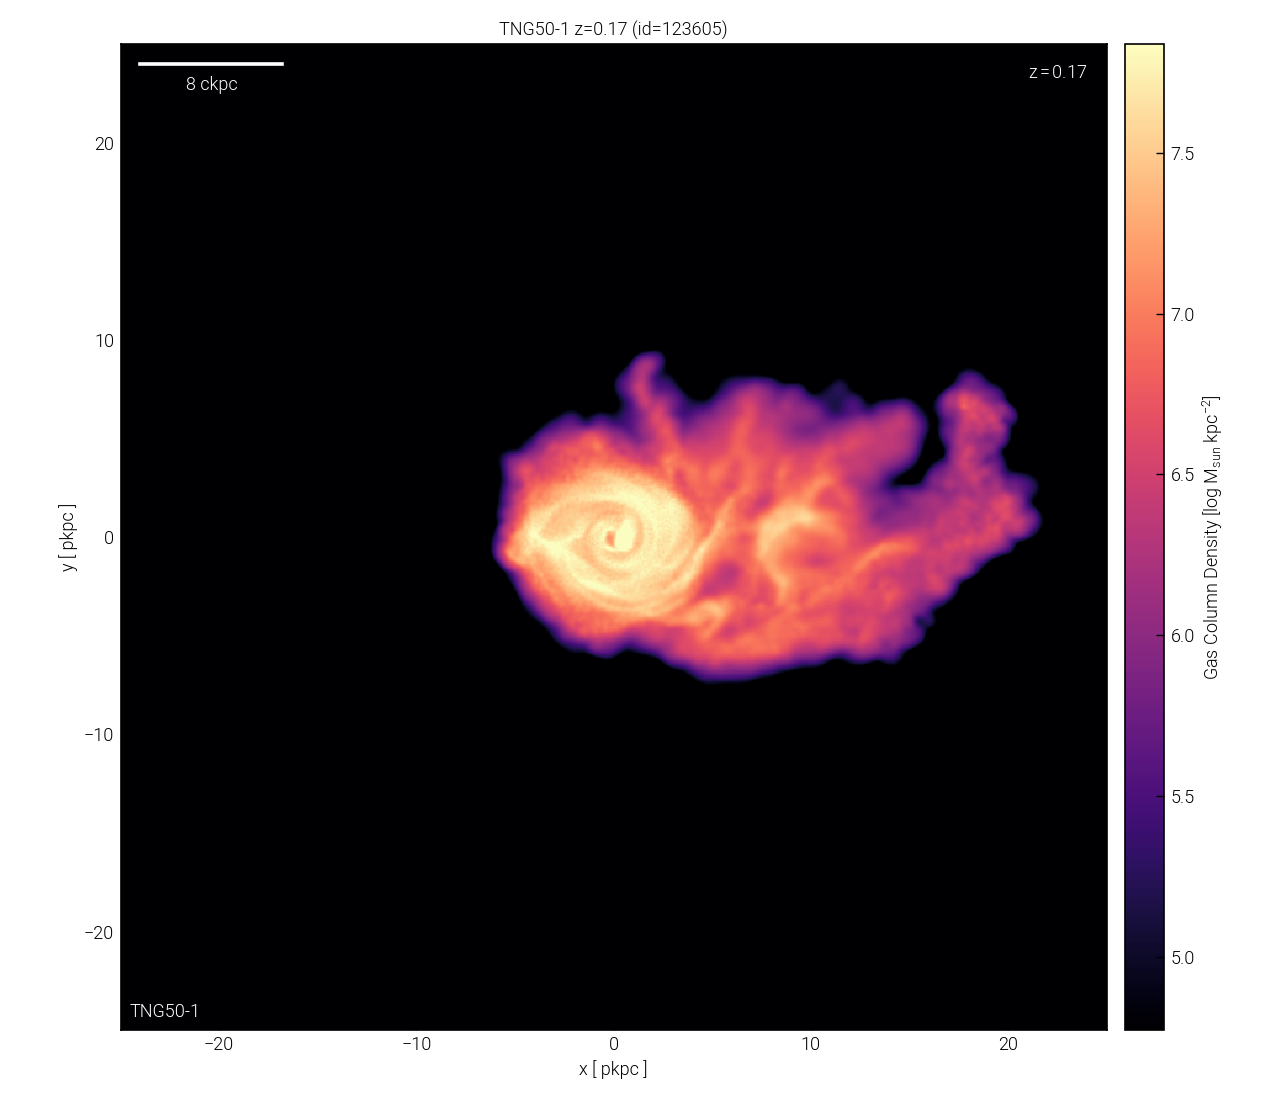 TNG50-1 z=0.17 (id=123605)
8 ckpc
z=0.17
20
10
0
−10
−20
y [ pkpc ]
TNG50-1
−20
−10
0
10
20
x [ pkpc ]
7.5
7.0
6.5
6.0
5.5
5.0
Gas Column Density [log M_sun kpc⁻²]